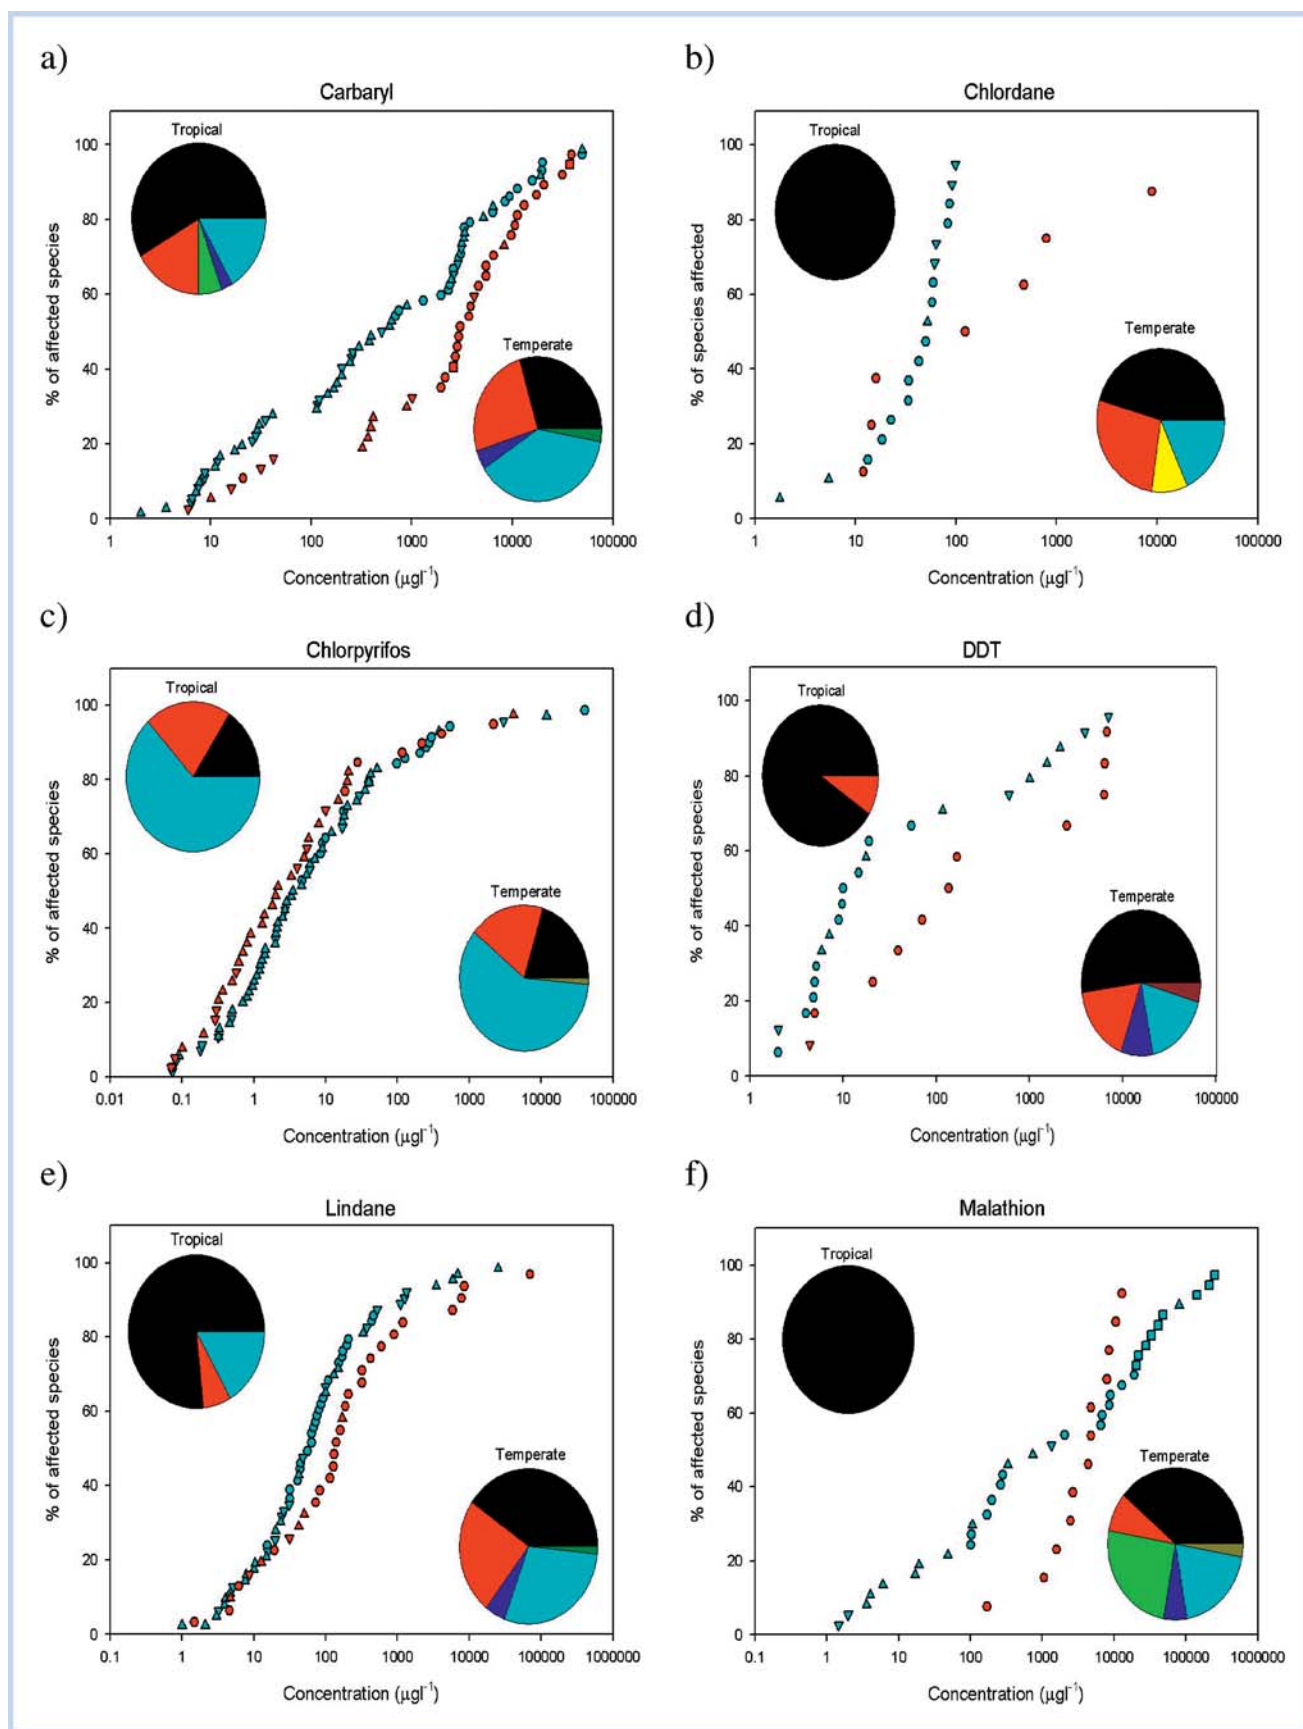 a)
Carbaryl
Tropical
Temperate
% of affected species
100
80
60
40
20
0
1 10 100 1000 10000 100000
Concentration (µgl⁻¹)
b)
Chlordane
Tropical
Temperate
% of species affected
100
80
60
40
20
0
1 10 100 1000 10000 100000
Concentration (µgl⁻¹)
c)
Chlorpyrifos
Tropical
Temperate
% of affected species
100
80
60
40
20
0
0.01 0.1 1 10 100 1000 10000 100000
Concentration (µgl⁻¹)
d)
DDT
Tropical
Temperate
% of affected species
100
80
60
40
20
0
1 10 100 1000 10000 100000
Concentration (µgl⁻¹)
e)
Lindane
Tropical
Temperate
% of affected species
100
80
60
40
20
0
0.1 1 10 100 1000 10000 100000 1000000
Concentration (µgl⁻¹)
f)
Malathion
Tropical
Temperate
% of affected species
100
80
60
40
20
0
0.1 1 10 100 1000 10000 100000 1000000
Concentration (µgl⁻¹)